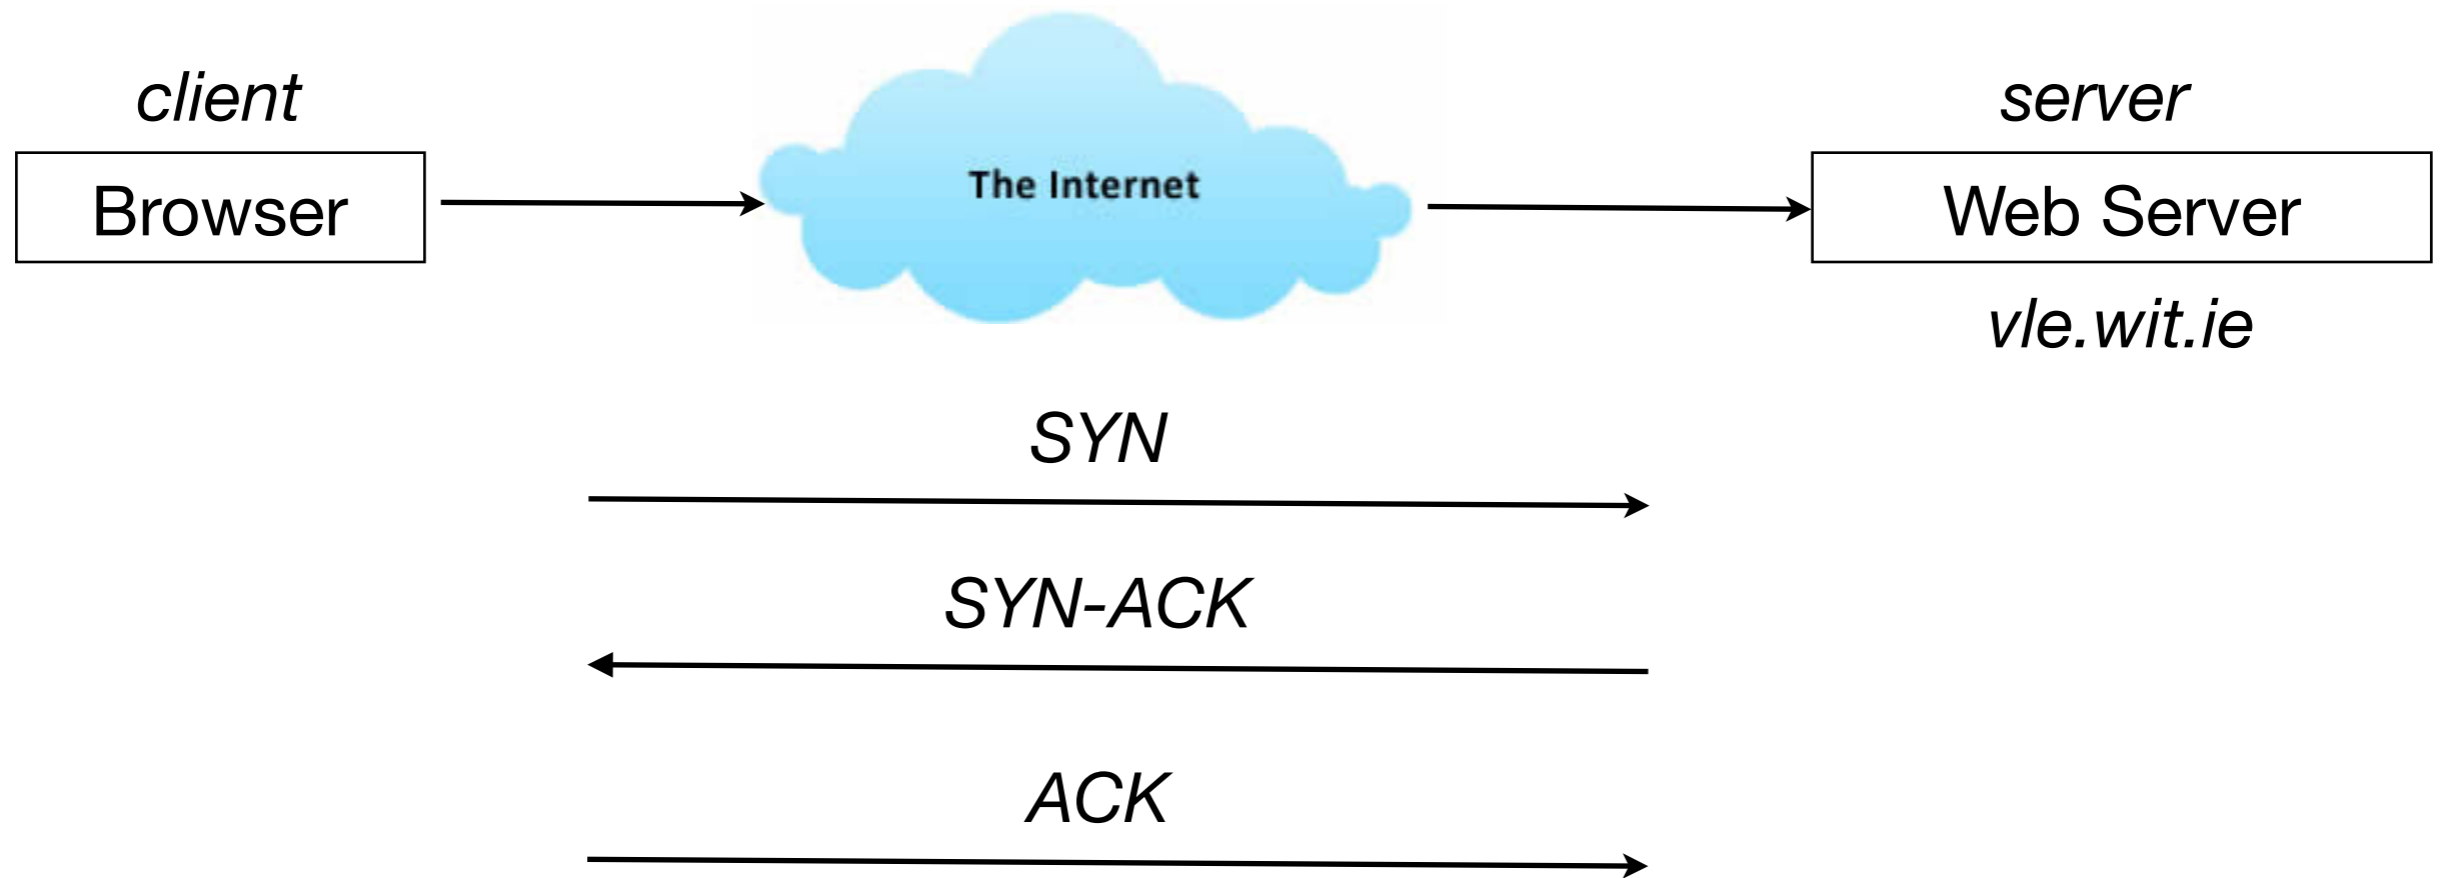 client
server
Browser
The Internet
Web Server
vle.wit.ie
SYN
SYN-ACK
ACK